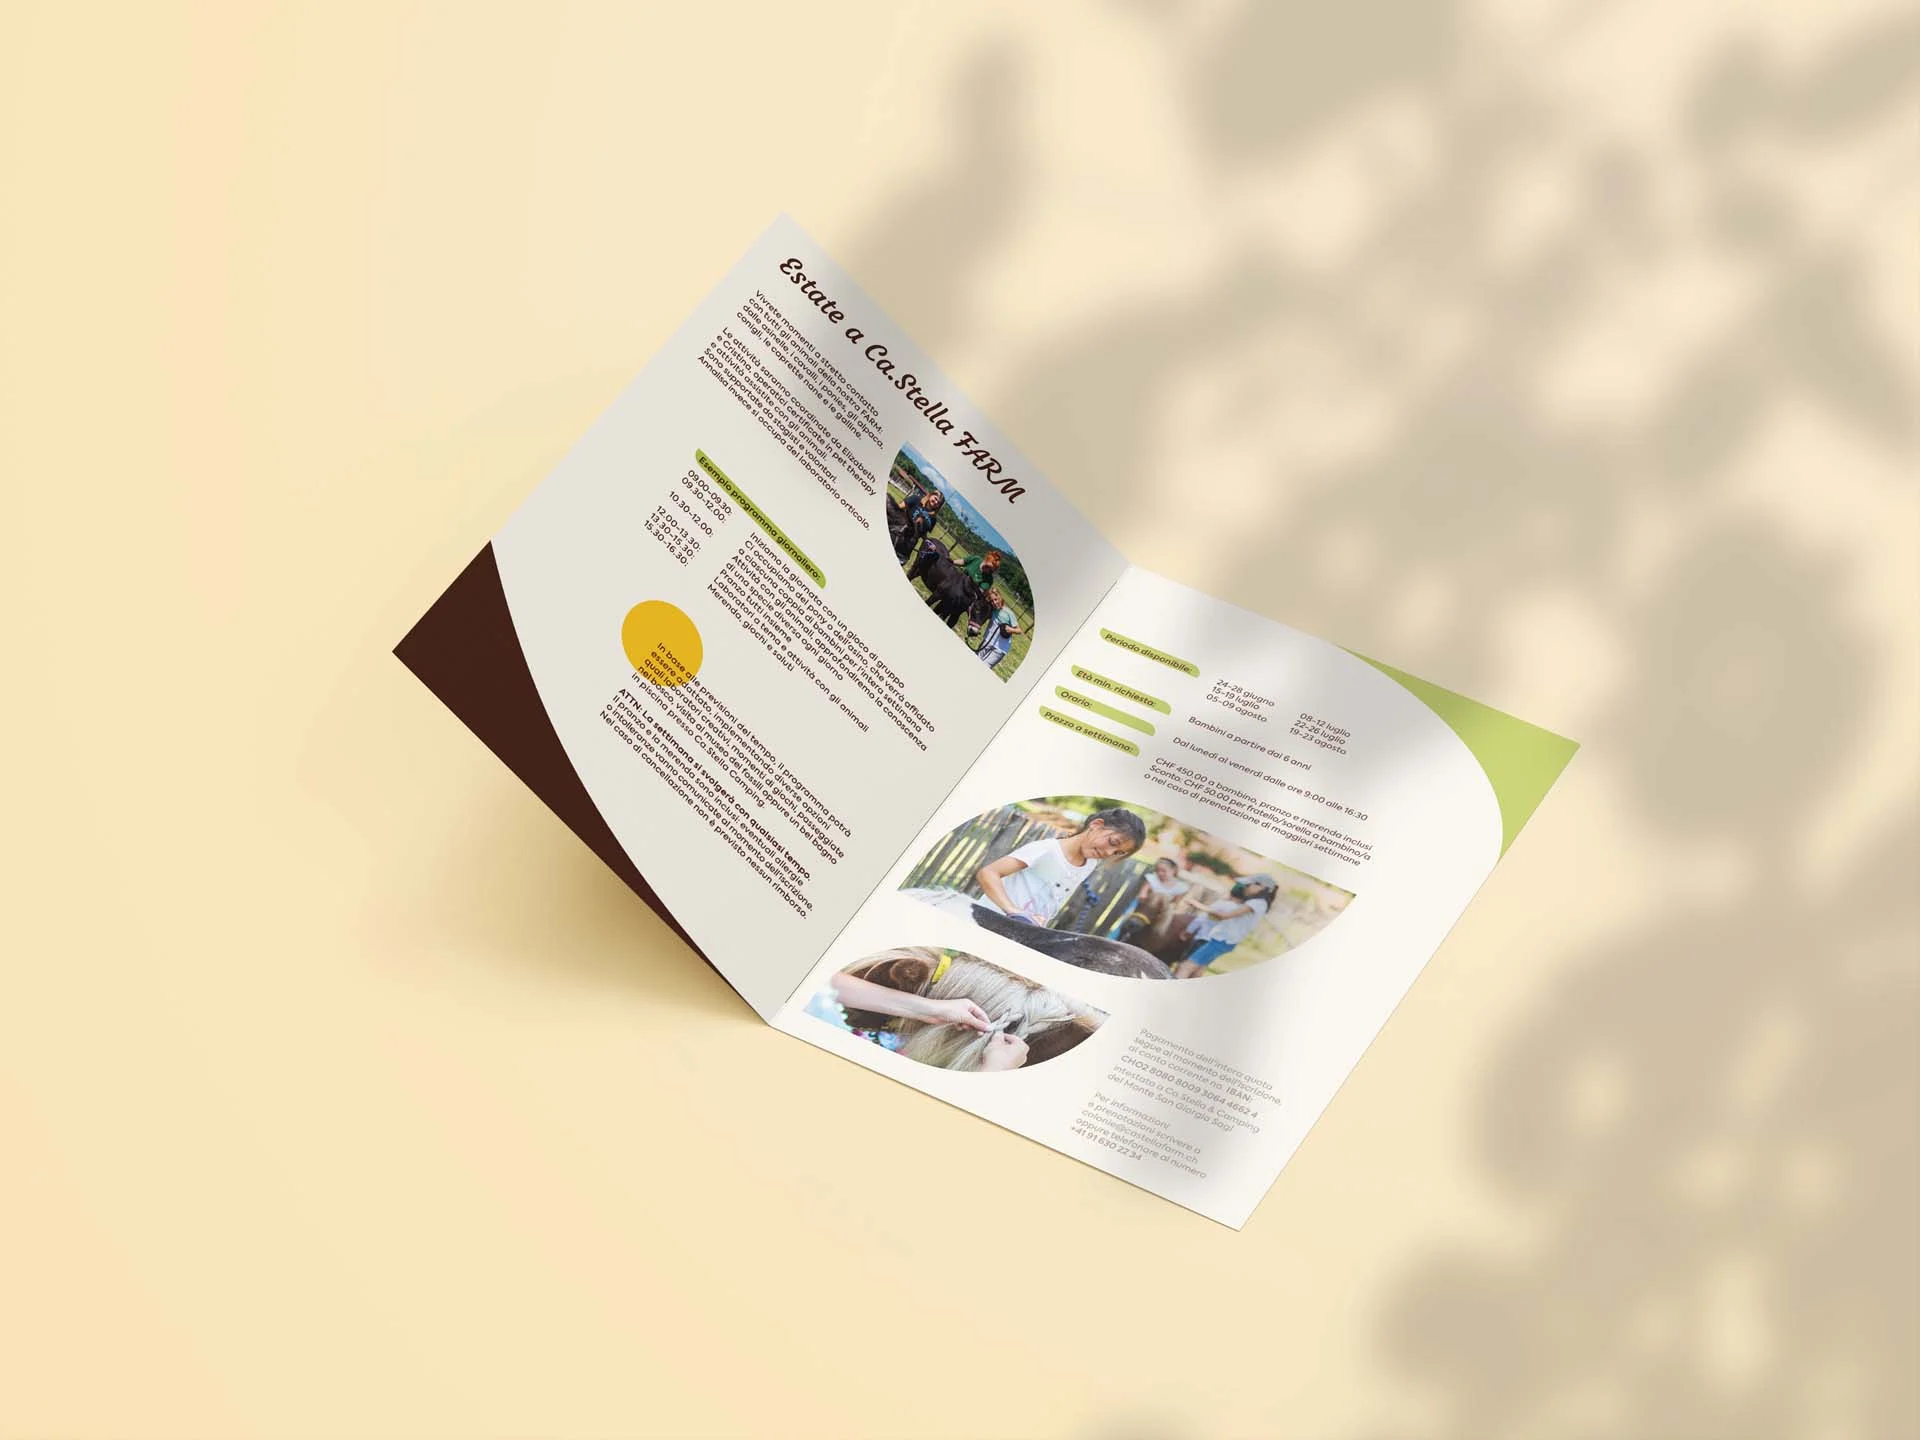 Estate a Ca.Stella FARM
Vivrete momenti a stretto contatto
con tutti gli animali della nostra FARM:
dalle asinelle, i cavalli, i ponies, gli alpaca,
conigli, le caprette nane e le galline.
Le attività saranno coordinate da Elizabeth
e Cristina, operatici certificate in pet therapy
e attività assistite con gli animali.
Sono supportate da stagisti e volontari.
Annalisa invece si occupa del laboratorio orticolo.
Esempio programma giornaliero:
09.00-09.30:
09.30-12.00:
10.30-12.00:
12.00-13.30:
13.30-15.30:
15.30-16.30:
Iniziamo la giornata con un gioco di gruppo
Ci occupiamo del pony o dell'asino, che verrà affidato
a ciascuna coppia di bambini per l'intera settimana
Attività con gli animali, approfondiremo la conoscenza
di una specie diversa ogni giorno
Pranzo tutti insieme
Laboratori a tema e attività con gli animali
Merenda, giochi e saluti
In base alle previsioni del tempo, il programma potrà
essere adattato, implementando diverse opzioni
quali laboratori creativi, momenti di giochi, passeggiate
nel bosco, visita al museo dei fossili oppure un bel bagno
in piscina presso Ca.Stella Camping.
ATTN: La settimana si svolgerà con qualsiasi tempo.
Il pranzo e la merenda sono inclusi: eventuali allergie
o intolleranze vanno comunicate al momento dell'iscrizione.
Nel caso di cancellazione non è previsto nessun rimborso.
Periodo disponibile:
24-28 giugno
15-19 luglio
05-09 agosto
08-12 luglio
22-26 luglio
19-23 agosto
Età min. richiesta:
Bambini a partire dai 6 anni
Orario:
Dal lunedì al venerdì dalle ore 9:00 alle 16:30
Prezzo a settimana:
CHF 450.00 a bambino, pranzo e merenda inclusi
Sconto: CHF 50.00 per fratello/sorella a bambino/a
o nel caso di prenotazione di maggiori settimane
Pagamento dell'intera quota
segue al momento dell'iscrizione,
al conto corrente no. IBAN:
CH02 8080 8009 3064 4662 4
intestata a Ca.Stella & Camping
del Monte San Giorgio Sagl
Per informazioni
e prenotazioni scrivere a
colonie@castellafarm.ch
oppure telefonare al numero
+41 91 630 22 34